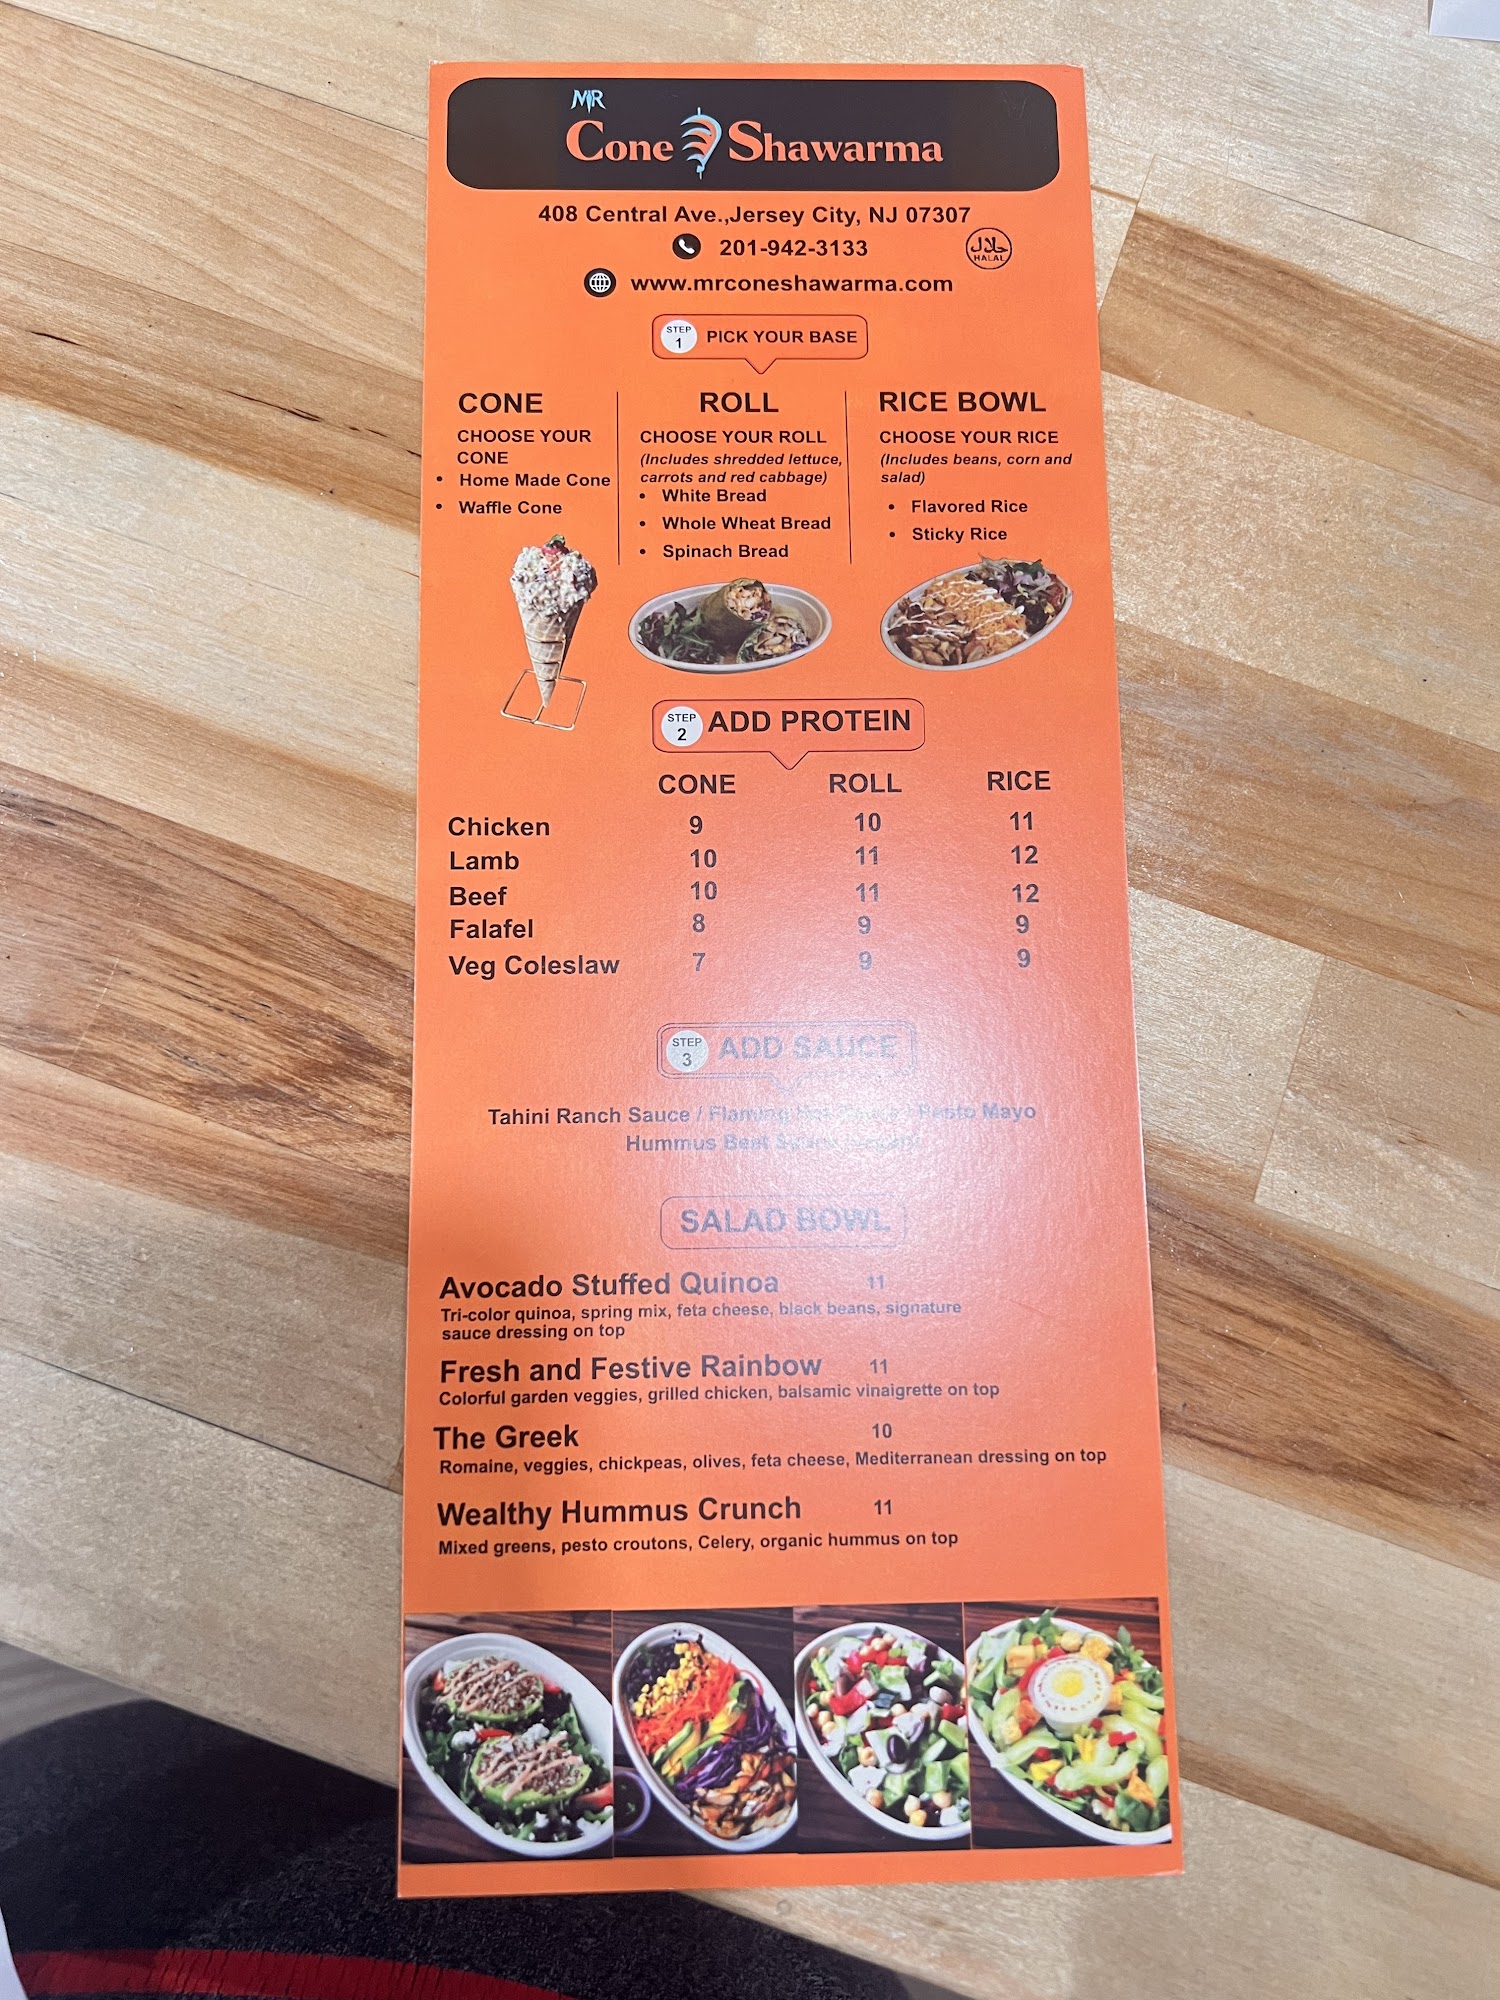 MR
Cone Shawarma
408 Central Ave.,Jersey City, NJ 07307
201-942-3133
حلال
HALAL
www.mrconeshawarma.com
STEP 1 PICK YOUR BASE
CONE
CHOOSE YOUR
CONE
• Home Made Cone
• Waffle Cone
ROLL
CHOOSE YOUR ROLL
(Includes shredded lettuce,
carrots and red cabbage)
• White Bread
• Whole Wheat Bread
• Spinach Bread
RICE BOWL
CHOOSE YOUR RICE
(Includes beans, corn and
salad)
• Flavored Rice
• Sticky Rice
STEP 2 ADD PROTEIN
CONE ROLL RICE
Chicken 9 10 11
Lamb 10 11 12
Beef 10 11 12
Falafel 8 9 9
Veg Coleslaw 7 9 9
STEP 3 ADD SAUCE
Tahini Ranch Sauce / Flaming Hot Sauce / Pesto Mayo
Hummus Beet
SALAD BOWL
Avocado Stuffed Quinoa 11
Tri-color quinoa, spring mix, feta cheese, black beans, signature
sauce dressing on top
Fresh and Festive Rainbow 11
Colorful garden veggies, grilled chicken, balsamic vinaigrette on top
The Greek 10
Romaine, veggies, chickpeas, olives, feta cheese, Mediterranean dressing on top
Wealthy Hummus Crunch 11
Mixed greens, pesto croutons, Celery, organic hummus on top